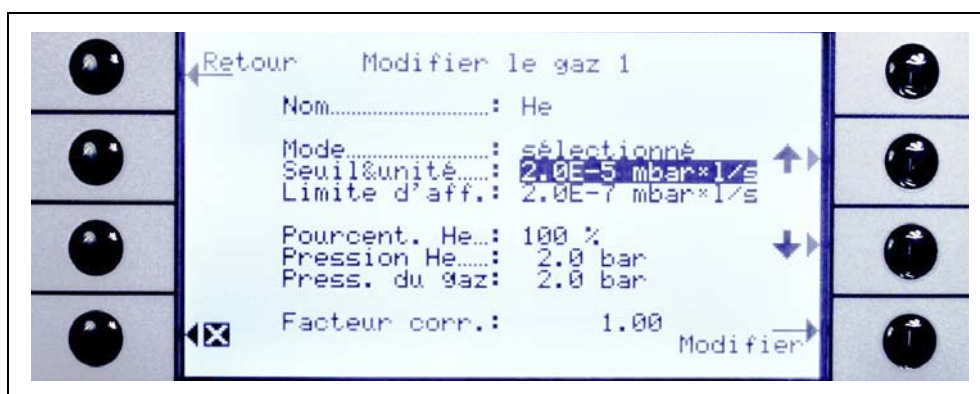 Retour Modifier le gaz 1
Nom......................: He
Mode.....................: sélectionné
Seuil&unité.....: 2.0E-5 mbar×l/s
Limite d'aff.: 2.0E-7 mbar×l/s
Pourcent. He...: 100 %
Pression He.....: 2.0 bar
Press. du gaz: 2.0 bar
Facteur corr.: 1.00
Modifier